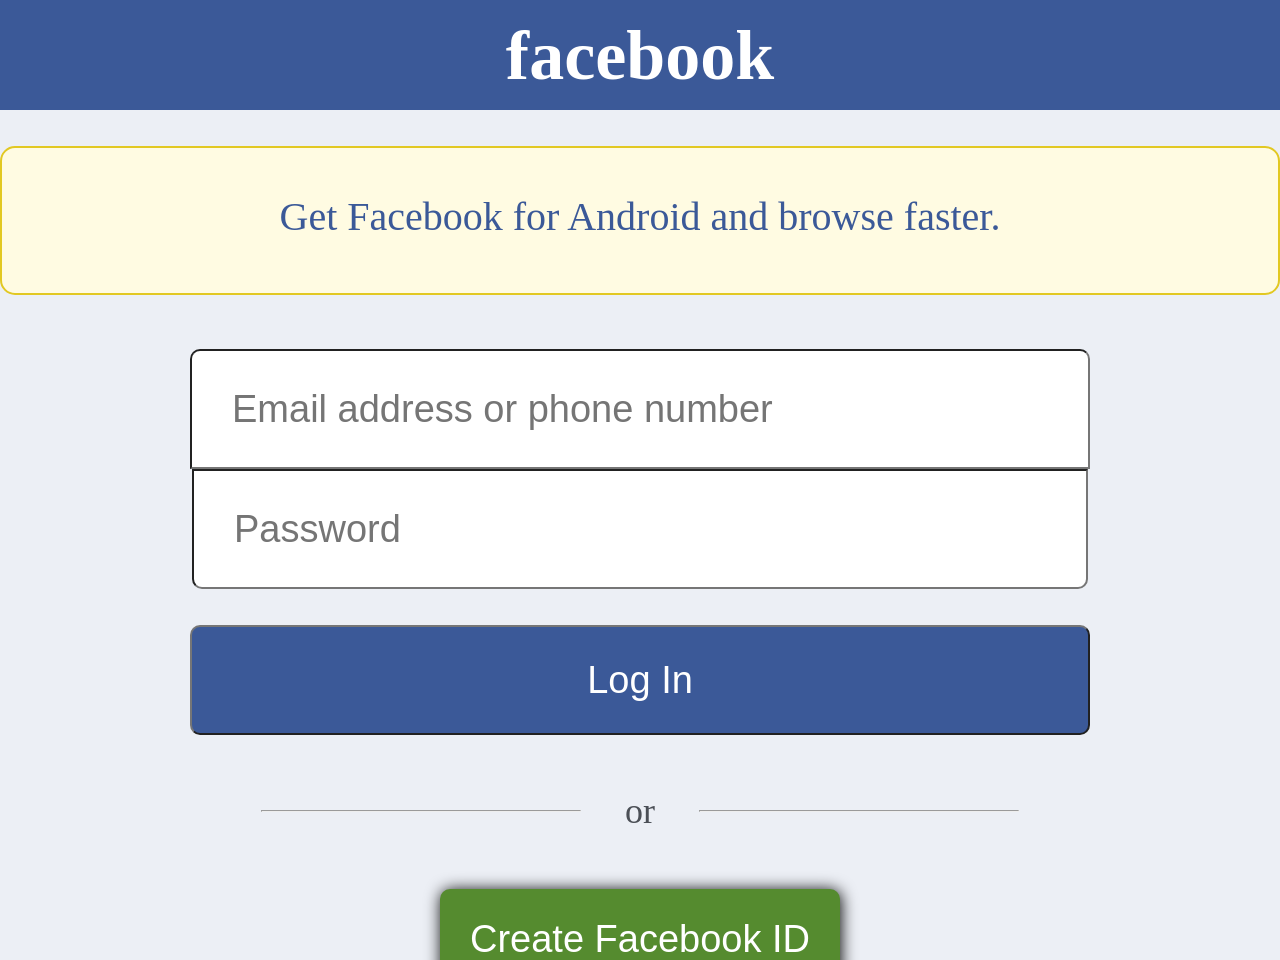 facebook
Get Facebook for Android and browse faster.
Email address or phone number
Password
Log In
or
Create Facebook ID